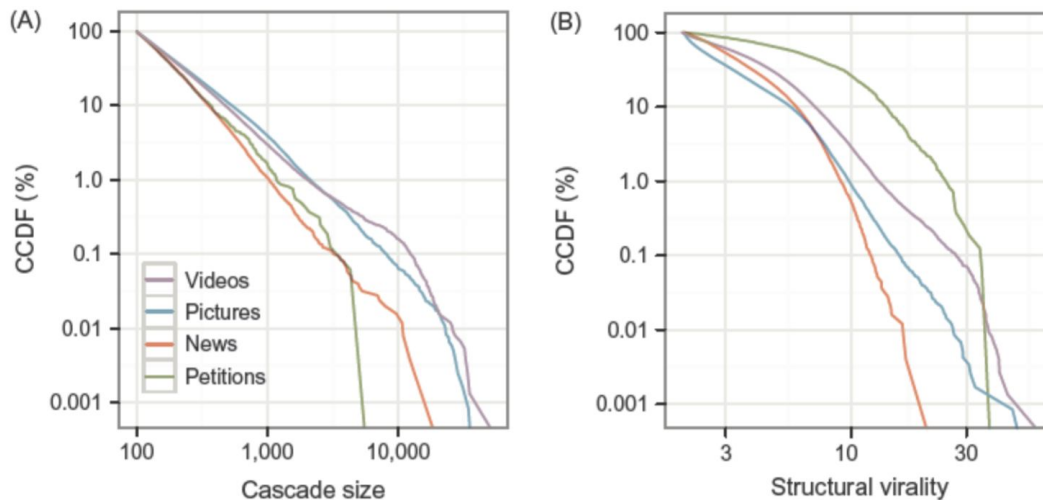 (A)
CCDF (%)
100
10
1.0
0.1
0.01
0.001
Videos
Pictures
News
Petitions
100
1,000
10,000
Cascade size
(B)
CCDF (%)
100
10
1.0
0.1
0.01
0.001
3
10
30
Structural virality